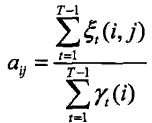 a_{ij} = \frac{\sum_{t=1}^{T-1} \xi_t(i, j)}{\sum_{t=1}^{T-1} \gamma_t(i)}